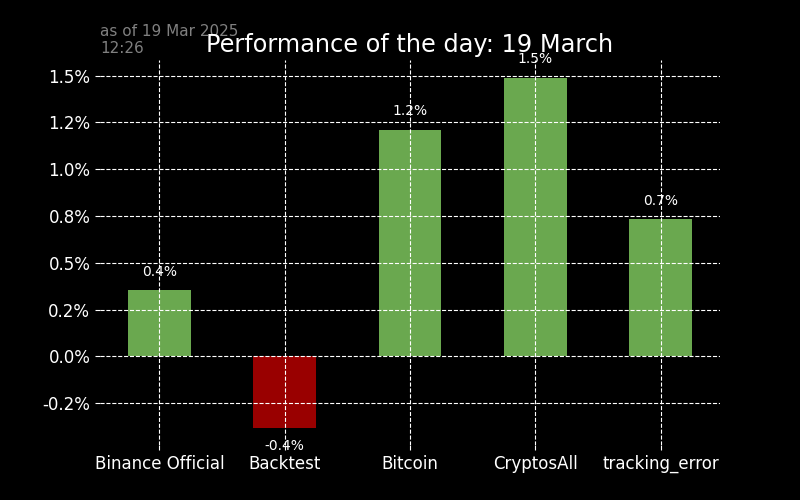 as of 19 Mar 2025
12:26
Performance of the day: 19 March
1.5%
1.2%
1.0%
0.8%
0.5%
0.2%
0.0%
-0.2%
0.4%
-0.4%
1.2%
1.5%
0.7%
Binance Official
Backtest
Bitcoin
CryptosAll
tracking_error